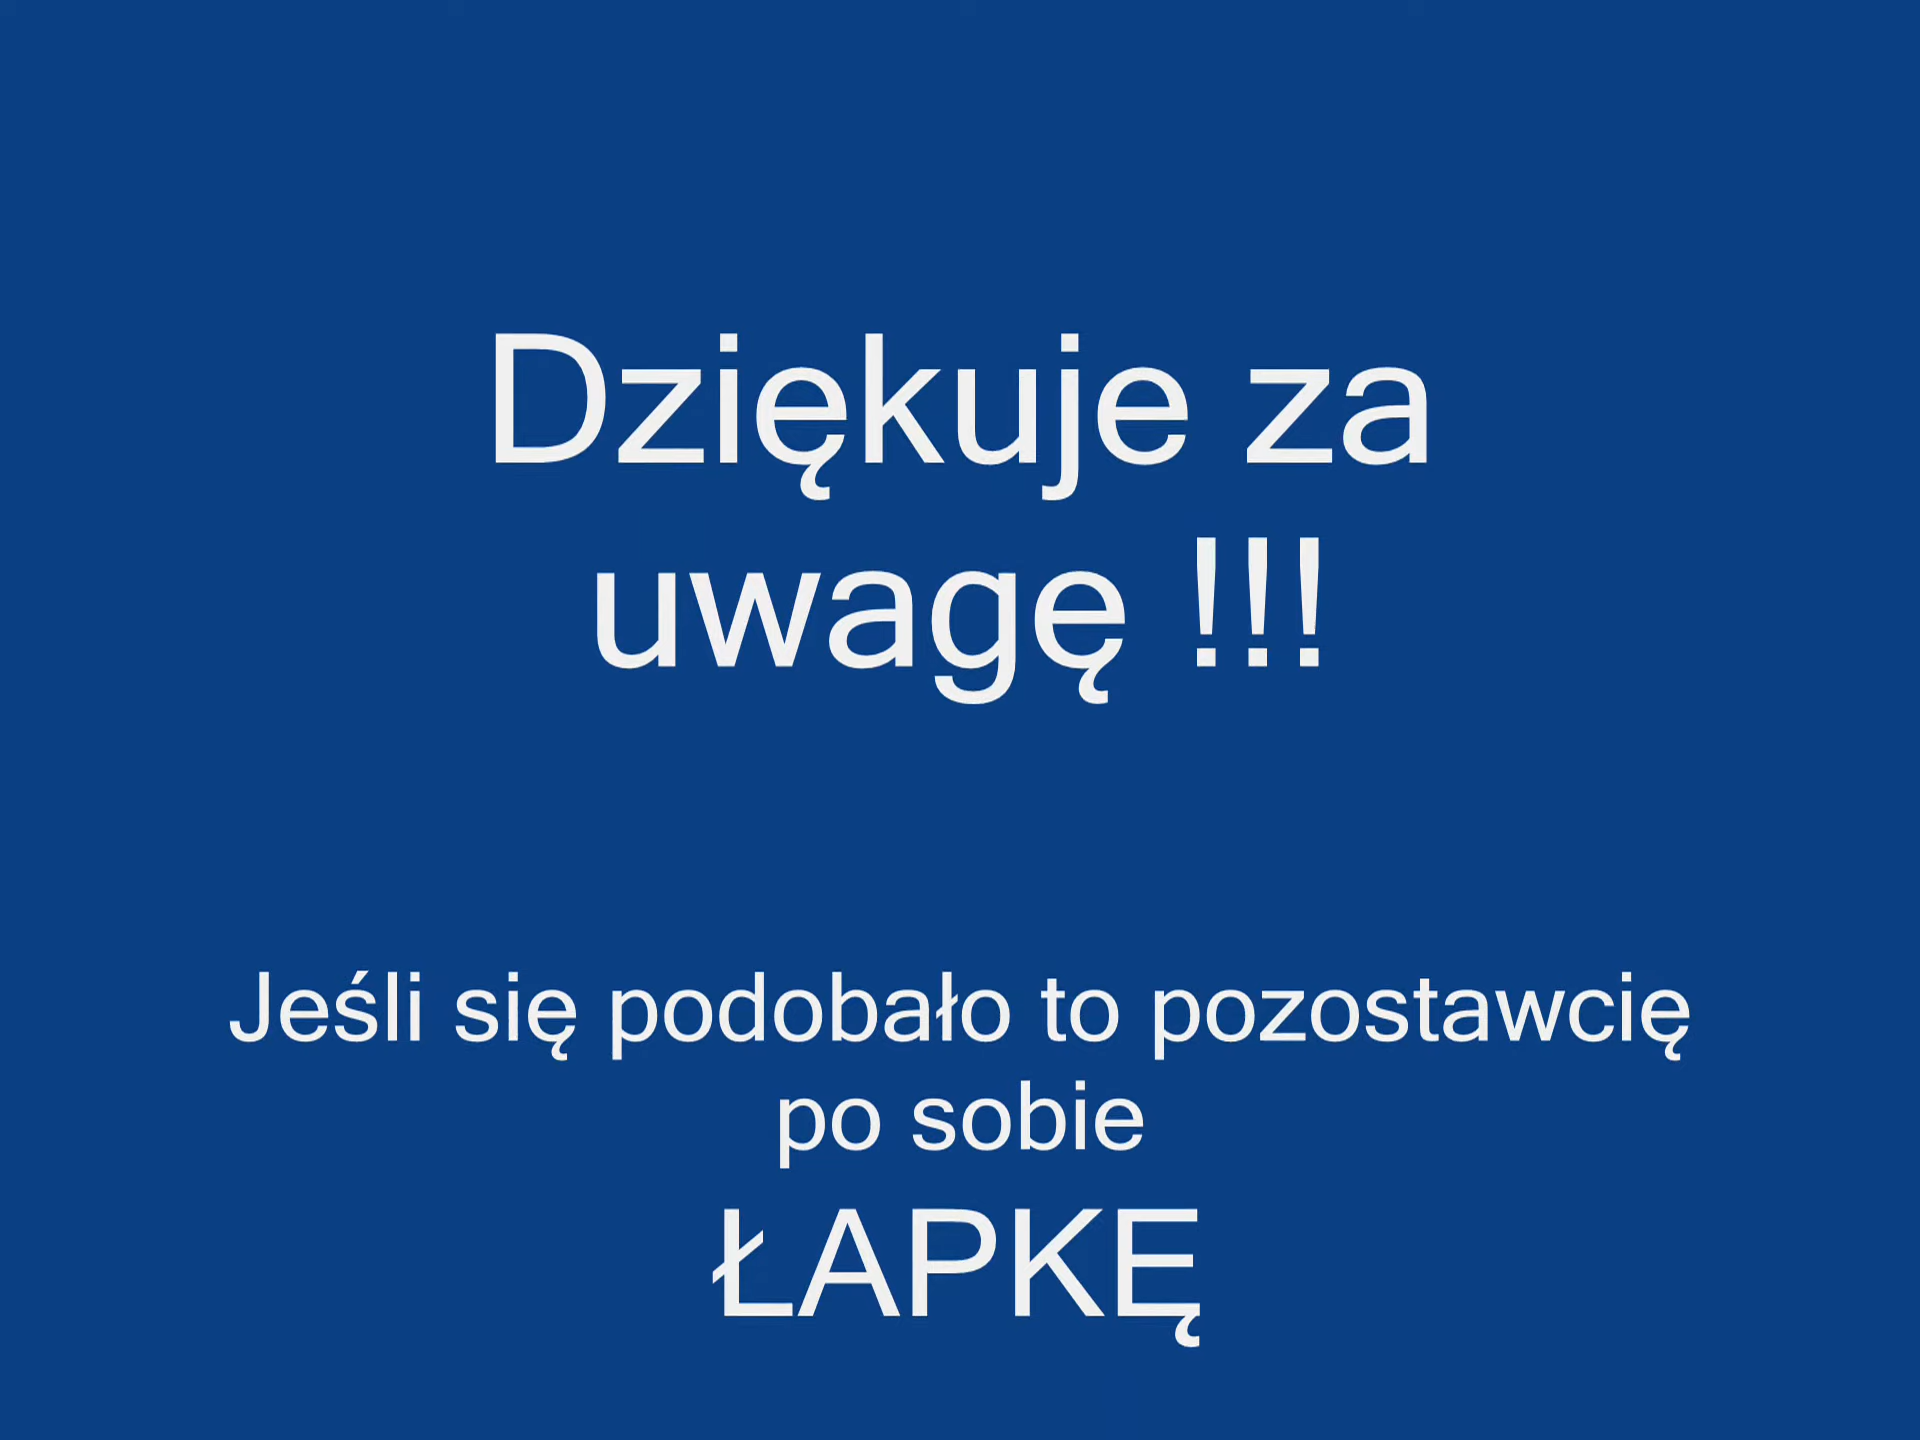 Dziękuje za
uwagę !!!
Jeśli się podobało to pozostawcię
po sobie
ŁAPKĘ